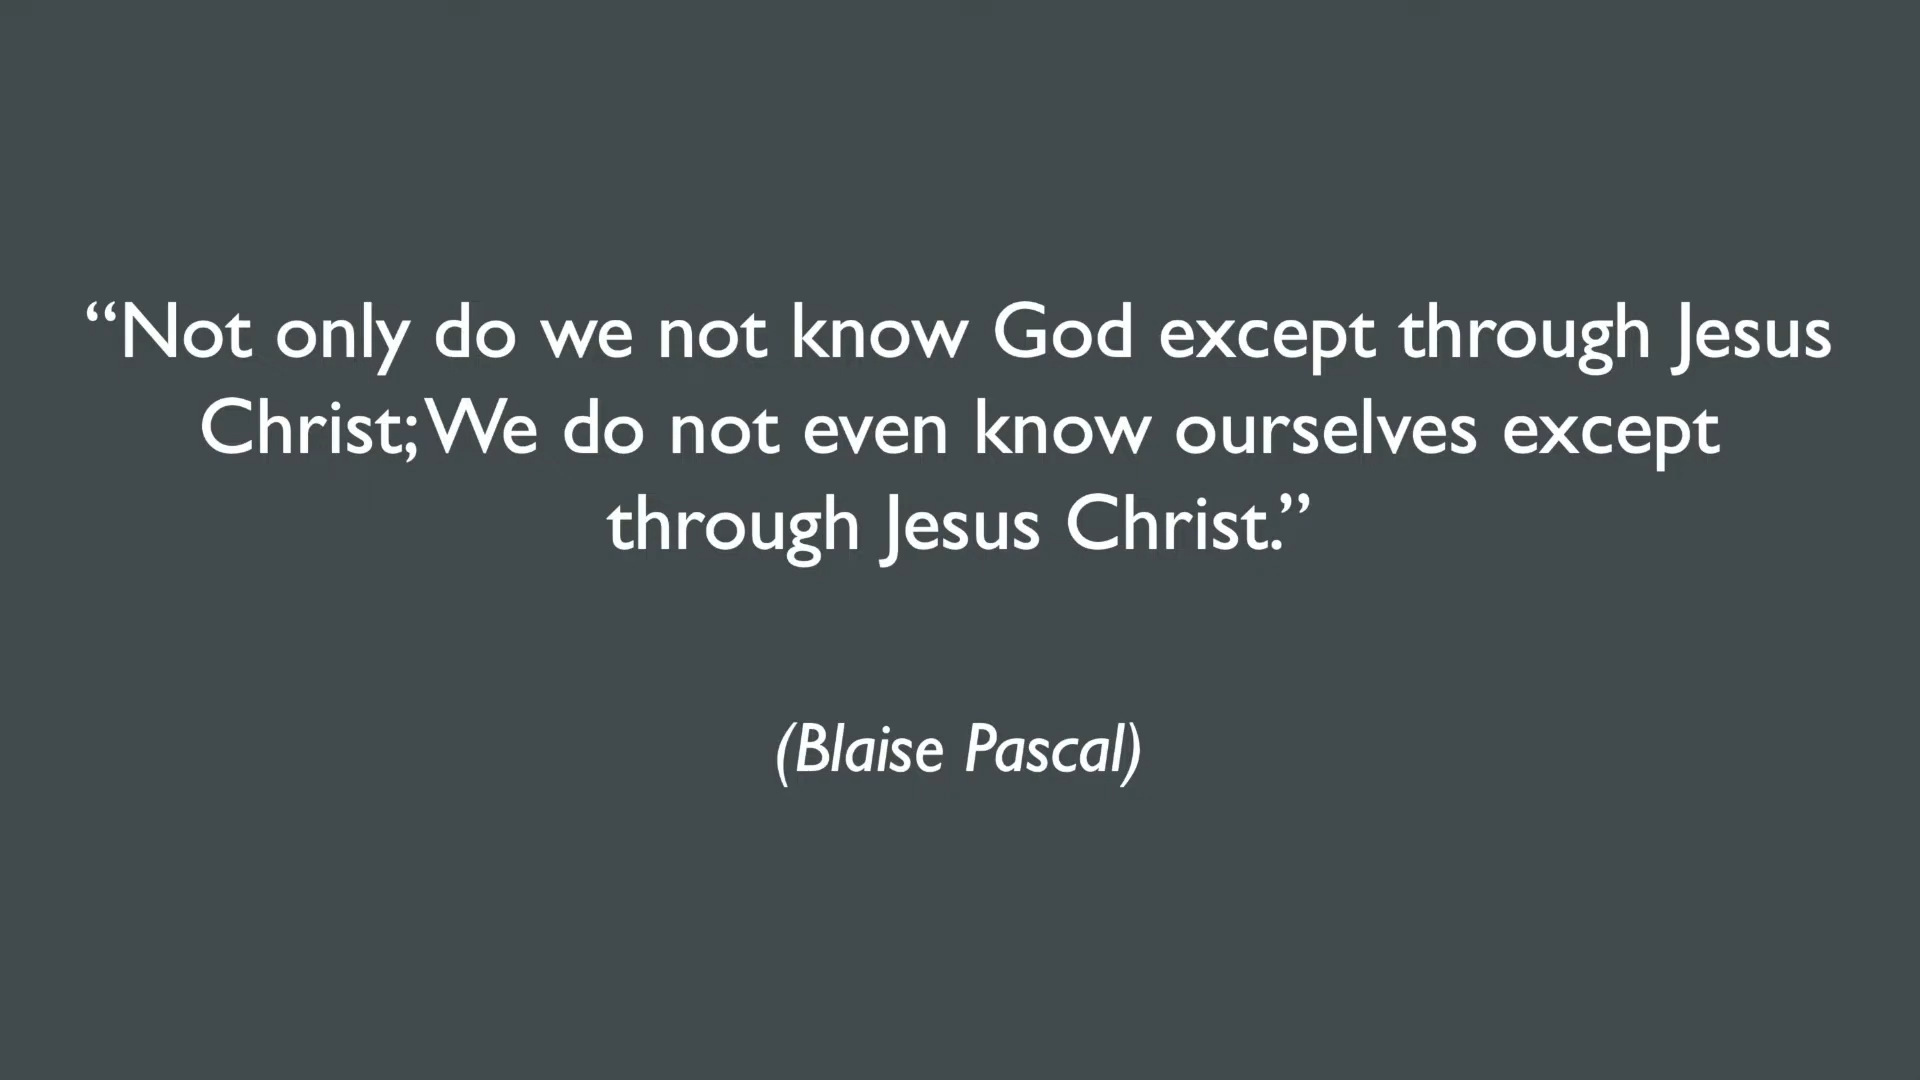 “Not only do we not know God except through Jesus
Christ; We do not even know ourselves except
through Jesus Christ.”
(Blaise Pascal)